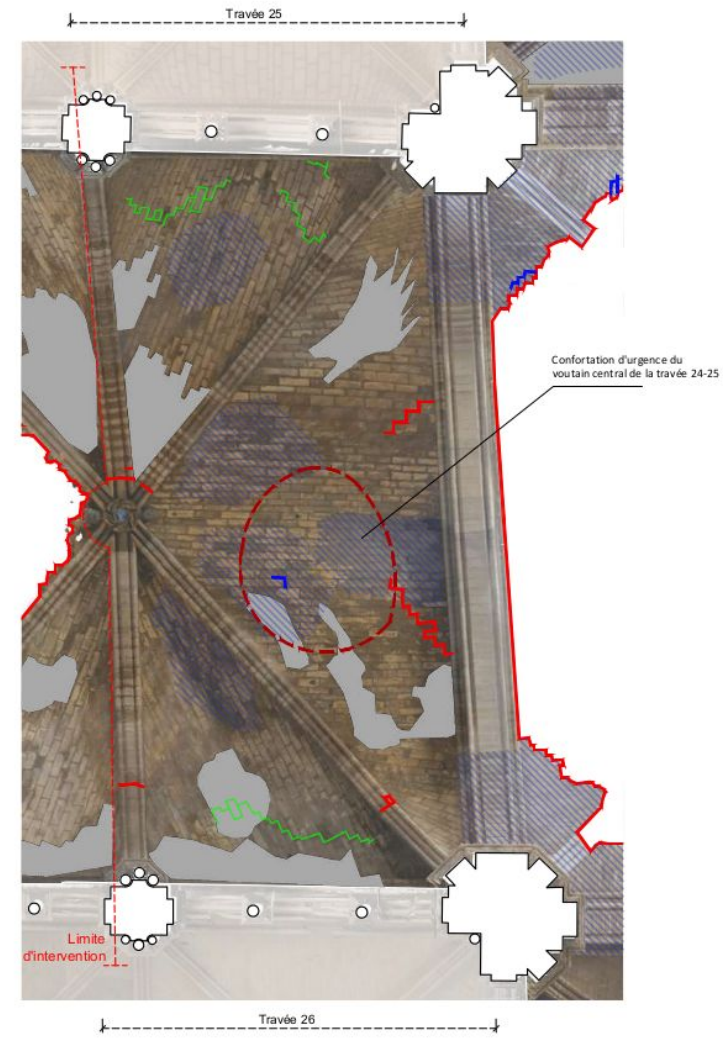 Travée 25
Confortation d'urgence du
voutain central de la travée 24-25
Limite
d'intervention
Travée 26